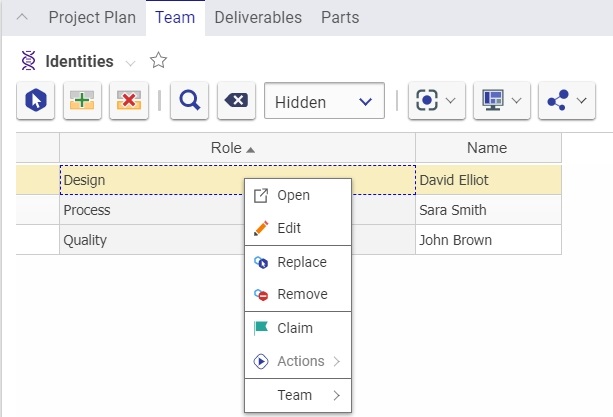 Project Plan Team Deliverables Parts
Identities
Hidden
Role Name
Design David Elliot
Process Sara Smith
Quality John Brown
Open
Edit
Replace
Remove
Claim
Actions
Team